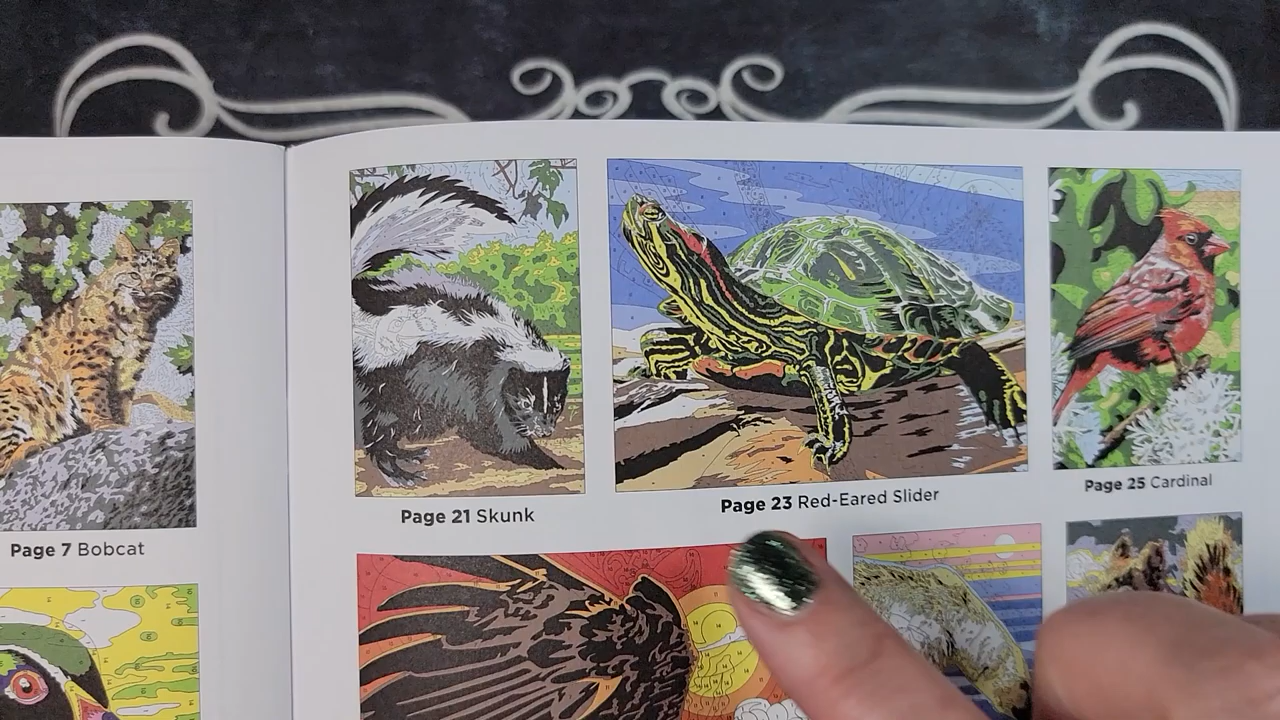 Page 21 Skunk
Page 23 Red-Eared Slider
Page 25 Cardinal
Page 7 Bobcat